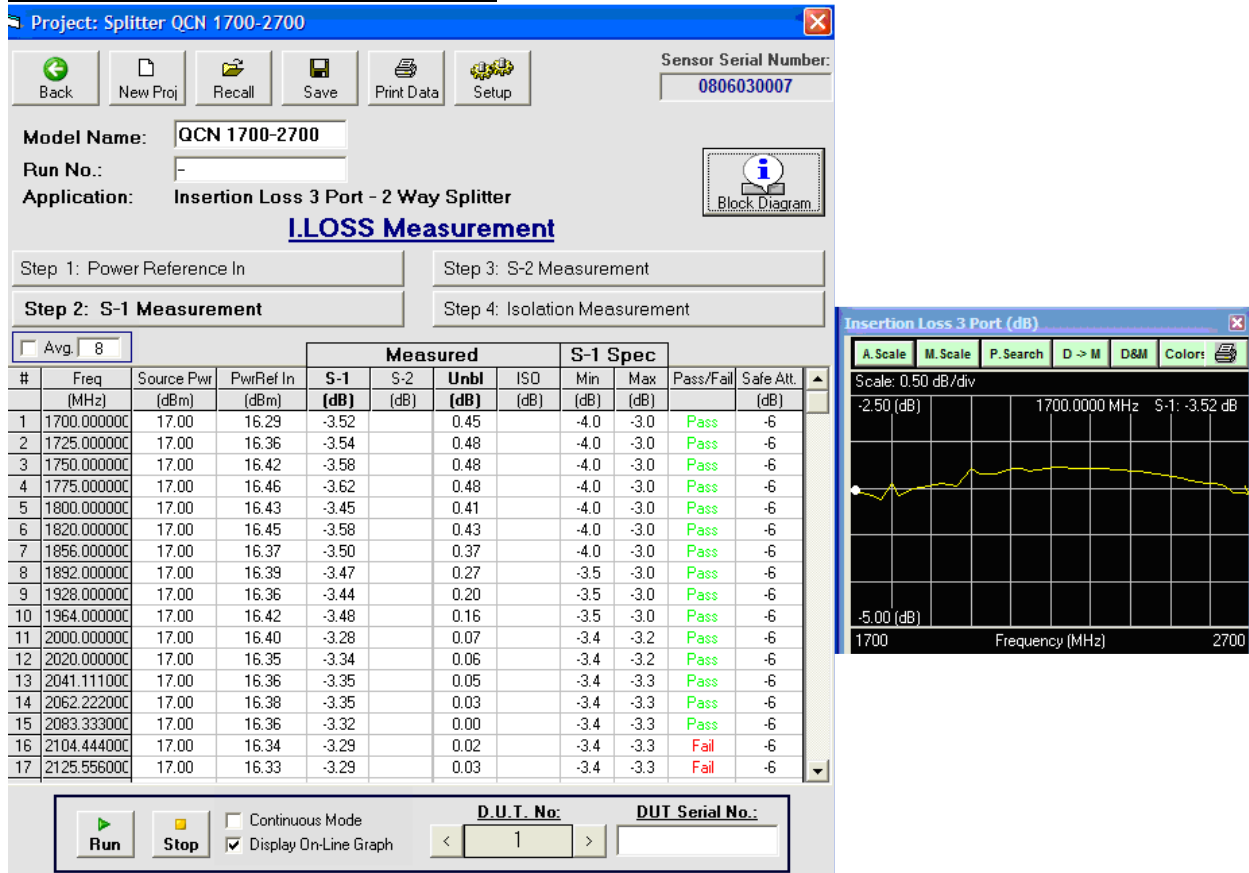 Project: Splitter QCN 1700-2700
Back New Proj Recall Save Print Data Setup
Sensor Serial Number:
0806030007
Model Name: QCN 1700-2700
Run No.: -
Application: Insertion Loss 3 Port - 2 Way Splitter
Block Diagram
I.LOSS Measurement
Step 1: Power Reference In
Step 3: S-2 Measurement
Step 2: S-1 Measurement
Step 4: Isolation Measurement
Avg. 8
Measured S-1 Spec
# Freq Source Pwr PwrRef In S-1 S-2 Unbl ISO Min Max Pass/Fail Safe Att.
(MHz) (dBm) (dBm) (dB) (dB) (dB) (dB) (dB) (dB) (dB)
1 1700.000000 17.00 16.29 -3.52 0.45 -4.0 -3.0 Pass -6
2 1725.000000 17.00 16.36 -3.54 0.48 -4.0 -3.0 Pass -6
3 1750.000000 17.00 16.42 -3.58 0.48 -4.0 -3.0 Pass -6
4 1775.000000 17.00 16.46 -3.62 0.48 -4.0 -3.0 Pass -6
5 1800.000000 17.00 16.43 -3.45 0.41 -4.0 -3.0 Pass -6
6 1820.000000 17.00 16.45 -3.58 0.43 -4.0 -3.0 Pass -6
7 1856.000000 17.00 16.37 -3.50 0.37 -4.0 -3.0 Pass -6
8 1892.000000 17.00 16.39 -3.47 0.27 -3.5 -3.0 Pass -6
9 1928.000000 17.00 16.36 -3.44 0.20 -3.5 -3.0 Pass -6
10 1964.000000 17.00 16.42 -3.48 0.16 -3.5 -3.0 Pass -6
11 2000.000000 17.00 16.40 -3.28 0.07 -3.4 -3.2 Pass -6
12 2020.000000 17.00 16.35 -3.34 0.06 -3.4 -3.2 Pass -6
13 2041.111000 17.00 16.36 -3.35 0.05 -3.4 -3.3 Pass -6
14 2062.222000 17.00 16.38 -3.35 0.03 -3.4 -3.3 Pass -6
15 2083.333000 17.00 16.36 -3.32 0.00 -3.4 -3.3 Pass -6
16 2104.444000 17.00 16.34 -3.29 0.02 -3.4 -3.3 Fail -6
17 2125.556000 17.00 16.33 -3.29 0.03 -3.4 -3.3 Fail -6
Run Stop
Continuous Mode
Display On-Line Graph
D.U.T. No:
< 1 >
DUT Serial No.:
Insertion Loss 3 Port (dB)
A.Scale M.Scale P.Search D -> M D&M Colors
Scale: 0.50 dB/div
-2.50 (dB) 1700.0000 MHz S-1: -3.52 dB
-5.00 (dB)
1700 Frequency (MHz) 2700